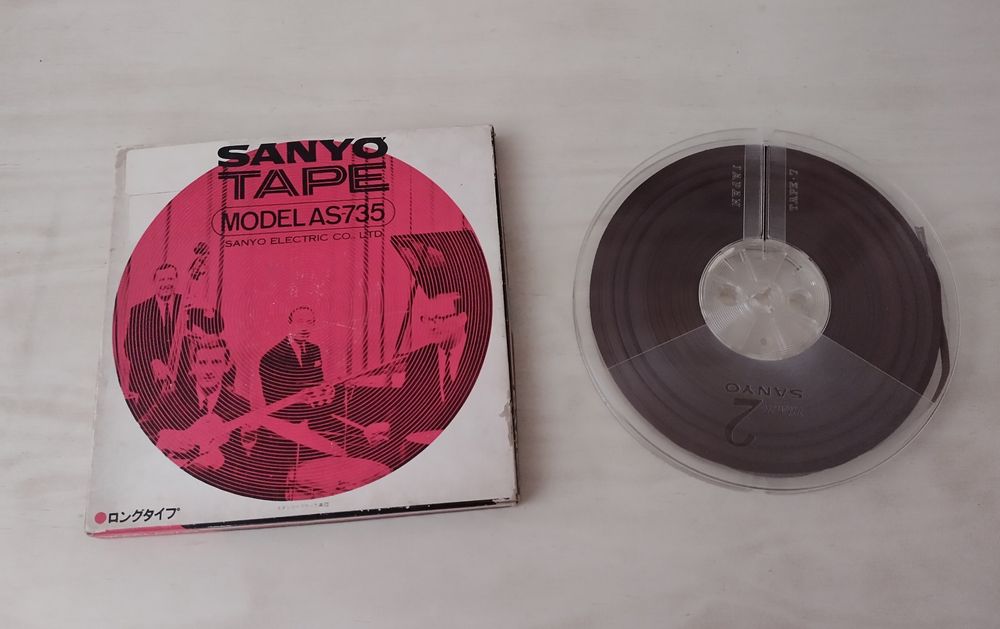 SANYO
TAPE
MODEL AS735
SANYO ELECTRIC CO., LTD.
ロングタイプ
JAPAN
TAPE-7
SANYO
2